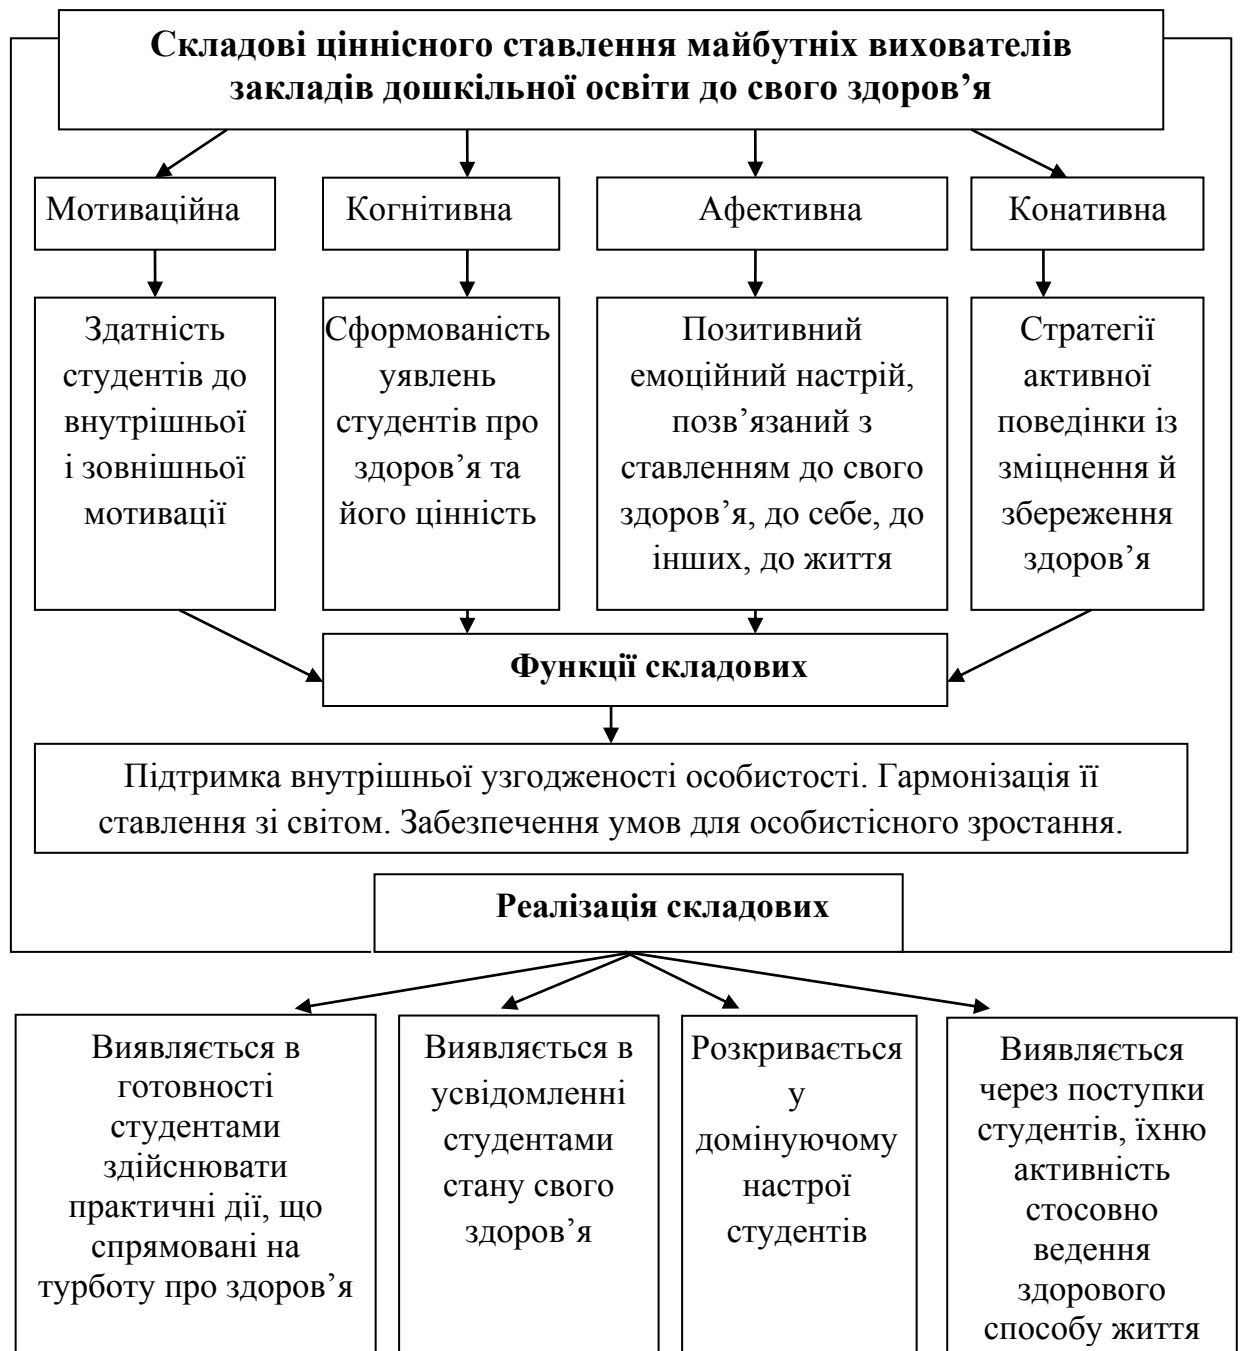 Складові ціннісного ставлення майбутніх вихователів
закладів дошкільної освіти до свого здоров’я
Мотиваційна
Когнітивна
Афективна
Конативна
Здатність
студентів до
внутрішньої
і зовнішньої
мотивації
Сформованість
уявлень
студентів про
здоров’я та
його цінність
Позитивний
емоційний настрій,
позв’язаний з
ставленням до свого
здоров’я, до себе, до
інших, до життя
Стратегії
активної
поведінки із
зміцнення й
збереження
здоров’я
Функції складових
Підтримка внутрішньої узгодженості особистості. Гармонізація її
ставлення зі світом. Забезпечення умов для особистісного зростання.
Реалізація складових
Виявляється в
готовності
студентами
здійснювати
практичні дії, що
спрямовані на
турботу про здоров’я
Виявляється в
усвідомленні
студентами
стану свого
здоров’я
Розкривається
у
домінуючому
настрої
студентів
Виявляється
через поступки
студентів, їхню
активність
стосовно
ведення
здорового
способу життя